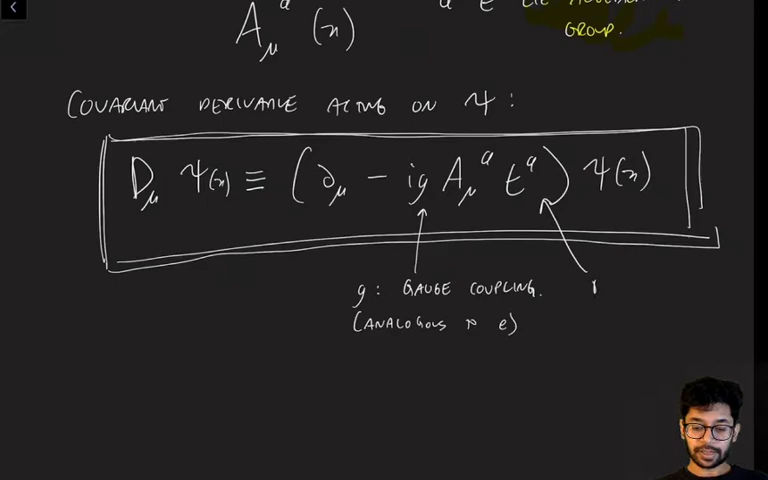 A_μ^a (x) a ∈
GROUP.
COVARIANT DERIVATIVE ACTING ON Ψ :
D_μ Ψ(x) ≡ (∂_μ − ig A_μ^a t^a) Ψ(x)
g : GAUGE COUPLING.
(ANALOGOUS TO e)